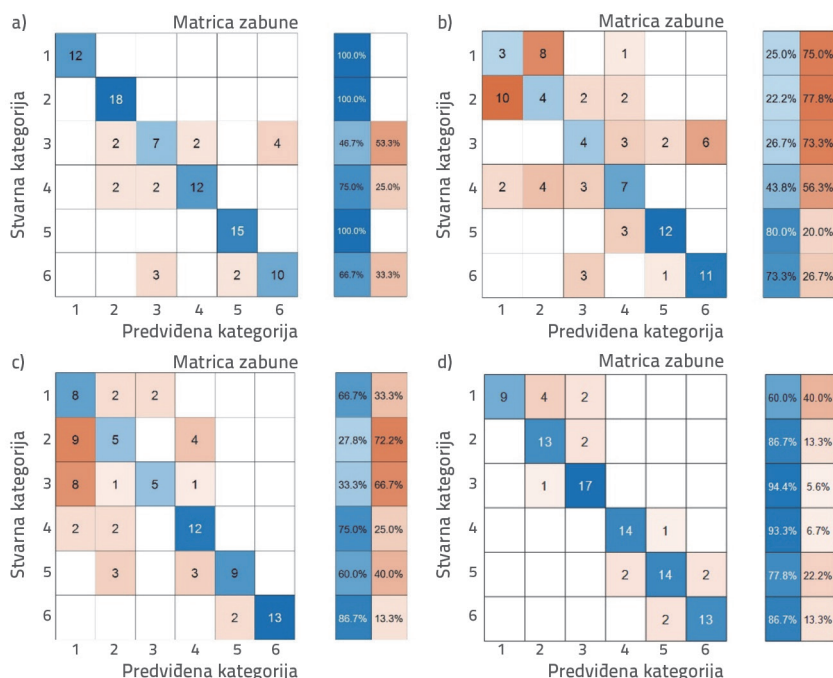 a)
Matrica zabune
Stvarna kategorija
1 12 100.0%
2 18 100.0%
3 2 7 2 4 46.7% 53.3%
4 2 2 12 75.0% 25.0%
5 15 100.0%
6 3 2 10 66.7% 33.3%
1 2 3 4 5 6
Predviđena kategorija
b)
Matrica zabune
Stvarna kategorija
1 3 8 1 25.0% 75.0%
2 10 4 2 2 22.2% 77.8%
3 4 3 2 6 26.7% 73.3%
4 2 4 3 7 43.8% 56.3%
5 3 12 80.0% 20.0%
6 3 1 11 73.3% 26.7%
1 2 3 4 5 6
Predviđena kategorija
c)
Matrica zabune
Stvarna kategorija
1 8 2 2 66.7% 33.3%
2 9 5 4 27.8% 72.2%
3 8 1 5 1 33.3% 66.7%
4 2 2 12 75.0% 25.0%
5 3 3 9 60.0% 40.0%
6 2 13 86.7% 13.3%
1 2 3 4 5 6
Predviđena kategorija
d)
Matrica zabune
Stvarna kategorija
1 9 4 2 60.0% 40.0%
2 13 2 86.7% 13.3%
3 1 17 94.4% 5.6%
4 14 1 93.3% 6.7%
5 2 14 2 77.8% 22.2%
6 2 13 86.7% 13.3%
1 2 3 4 5 6
Predviđena kategorija